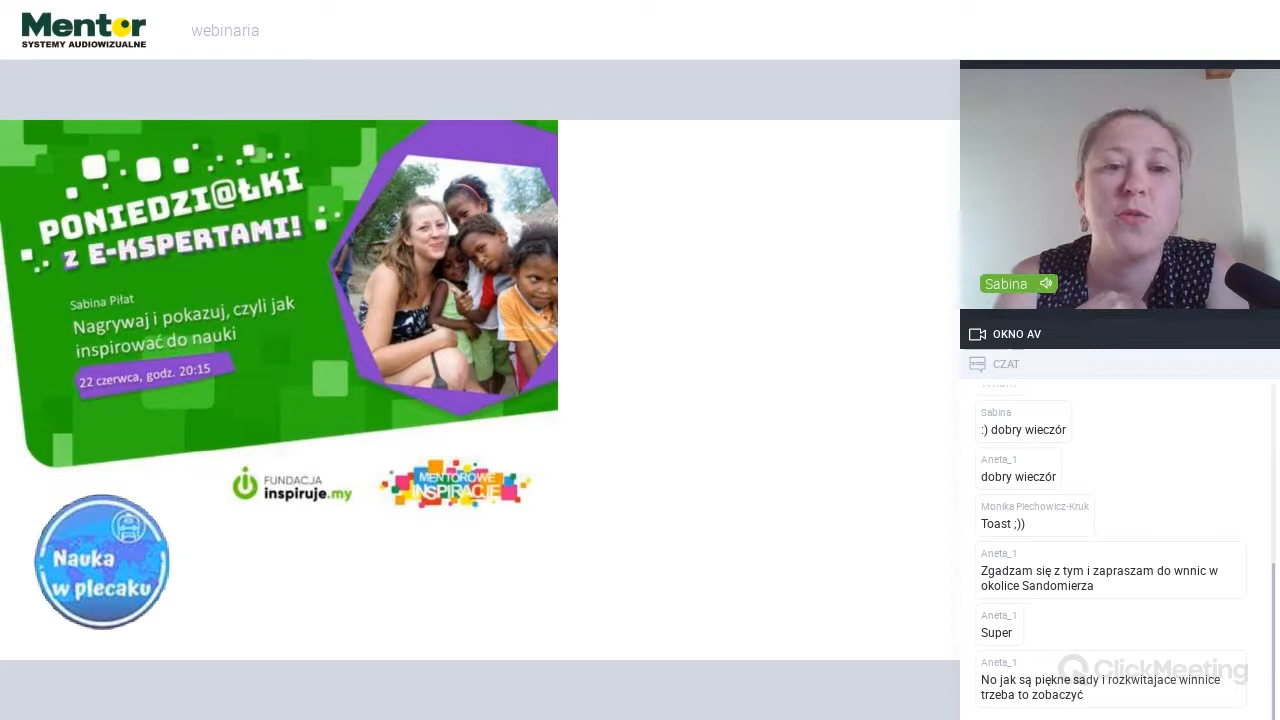 Mentor
SYSTEMY AUDIOWIZUALNE
webinaria
PONIEDZI@ŁKI
z E-KSPERTAMI!
Sabina Piłat
Nagrywaj i pokazuj, czyli jak
inspirować do nauki
22 czerwca, godz. 20:15
FUNDACJA
inspiruje.my
MENTOROWE
INSPIRACJE
Nauka
w plecaku
Sabina
OKNO AV
CZAT
Sabina
:) dobry wieczór
Aneta_1
dobry wieczór
Monika Piechowicz-Kruk
Toast ;))
Aneta_1
Zgadzam się z tym i zapraszam do wnnic w
okolice Sandomierza
Aneta_1
Super
Aneta_1
No jak są piękne sady i rozkwitajace winnice
trzeba to zobaczyć
ClickMeeting